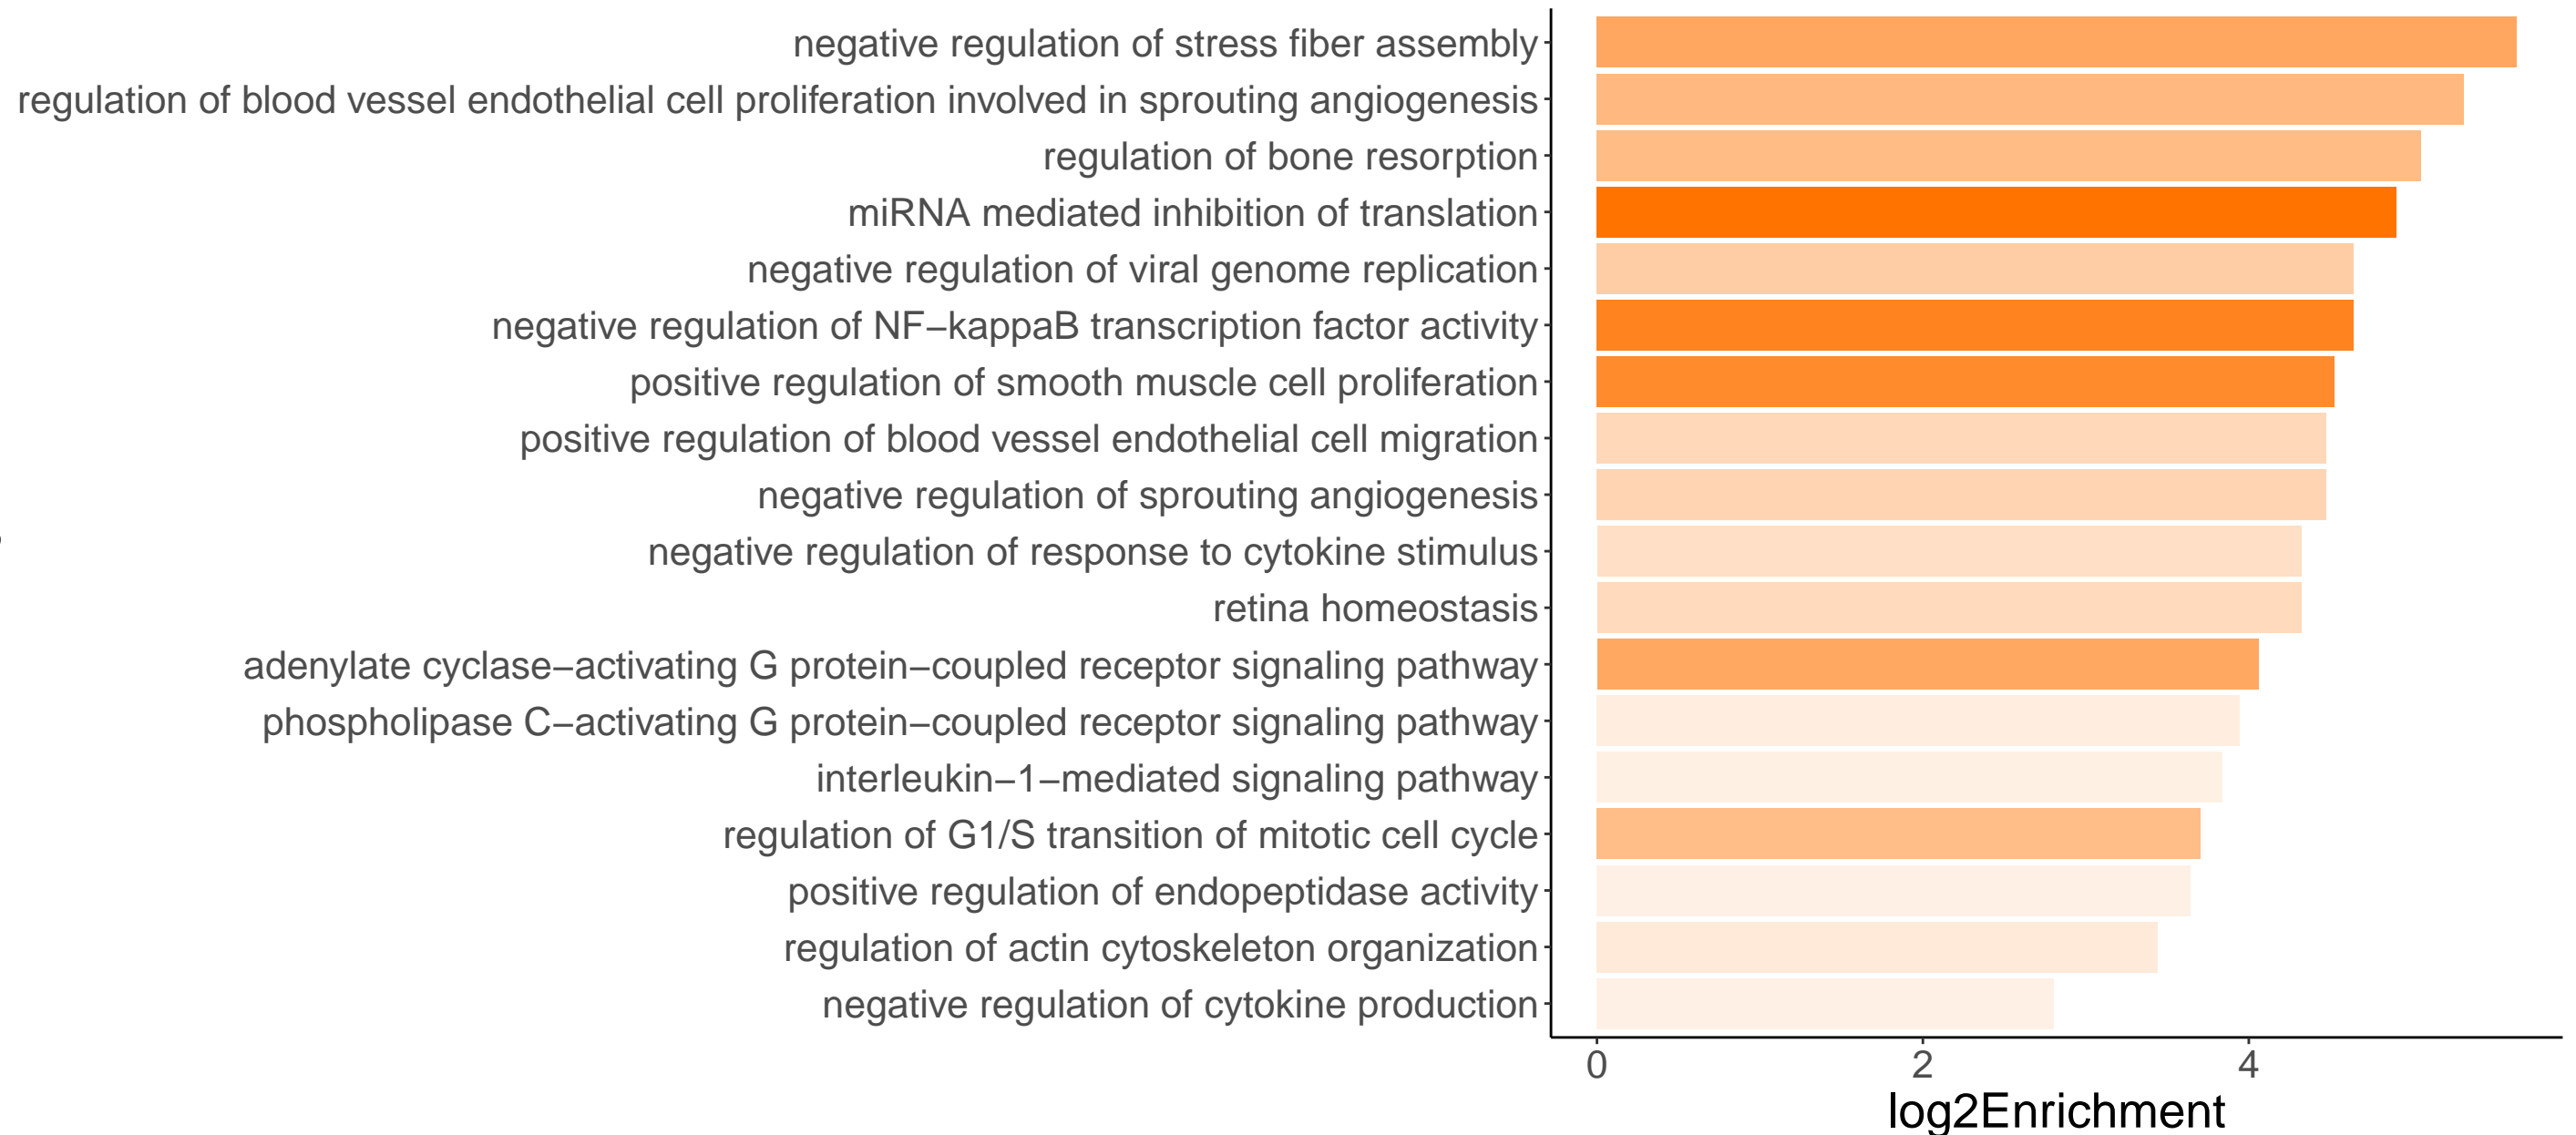 negative regulation of stress fiber assembly
regulation of blood vessel endothelial cell proliferation involved in sprouting angiogenesis
regulation of bone resorption
miRNA mediated inhibition of translation
negative regulation of viral genome replication
negative regulation of NF−kappaB transcription factor activity
positive regulation of smooth muscle cell proliferation
positive regulation of blood vessel endothelial cell migration
negative regulation of sprouting angiogenesis
negative regulation of response to cytokine stimulus
retina homeostasis
adenylate cyclase−activating G protein−coupled receptor signaling pathway
phospholipase C−activating G protein−coupled receptor signaling pathway
interleukin−1−mediated signaling pathway
regulation of G1/S transition of mitotic cell cycle
positive regulation of endopeptidase activity
regulation of actin cytoskeleton organization
negative regulation of cytokine production
0 2 4
log2Enrichment